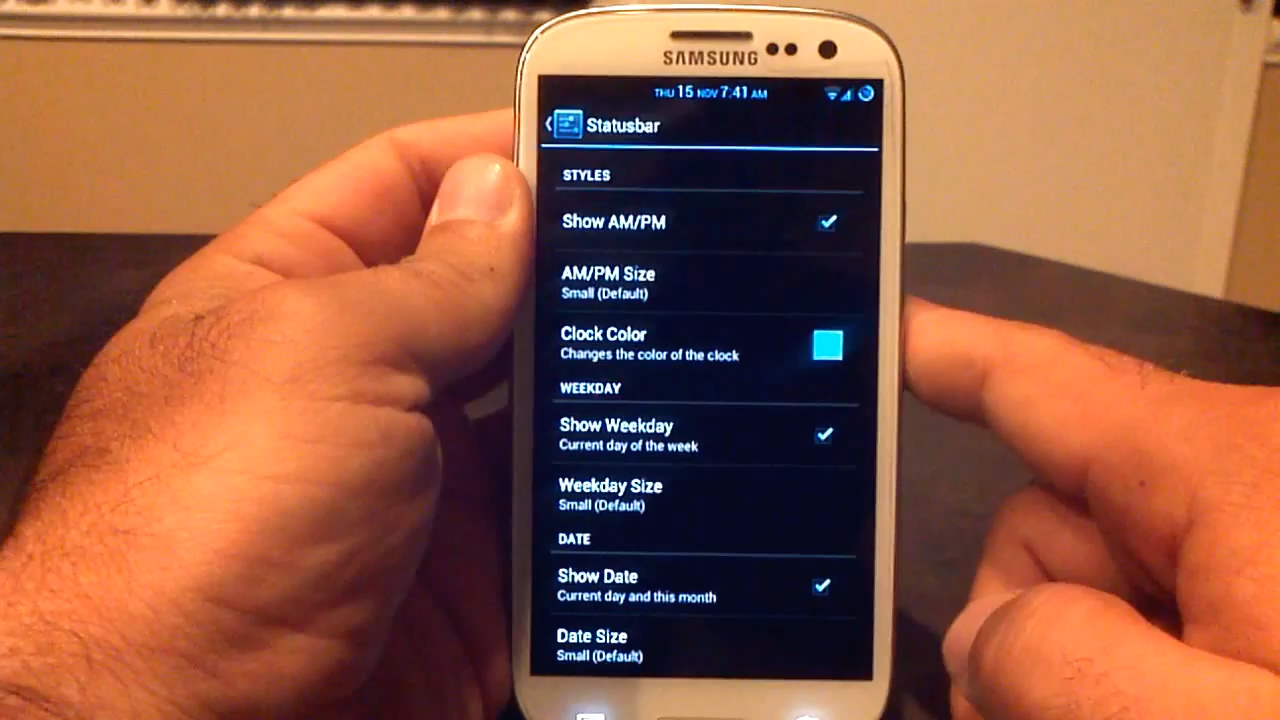 SAMSUNG
THU 15 NOV 7:41 AM
Statusbar
STYLES
Show AM/PM
AM/PM Size
Small (Default)
Clock Color
Changes the color of the clock
WEEKDAY
Show Weekday
Current day of the week
Weekday Size
Small (Default)
DATE
Show Date
Current day and this month
Date Size
Small (Default)